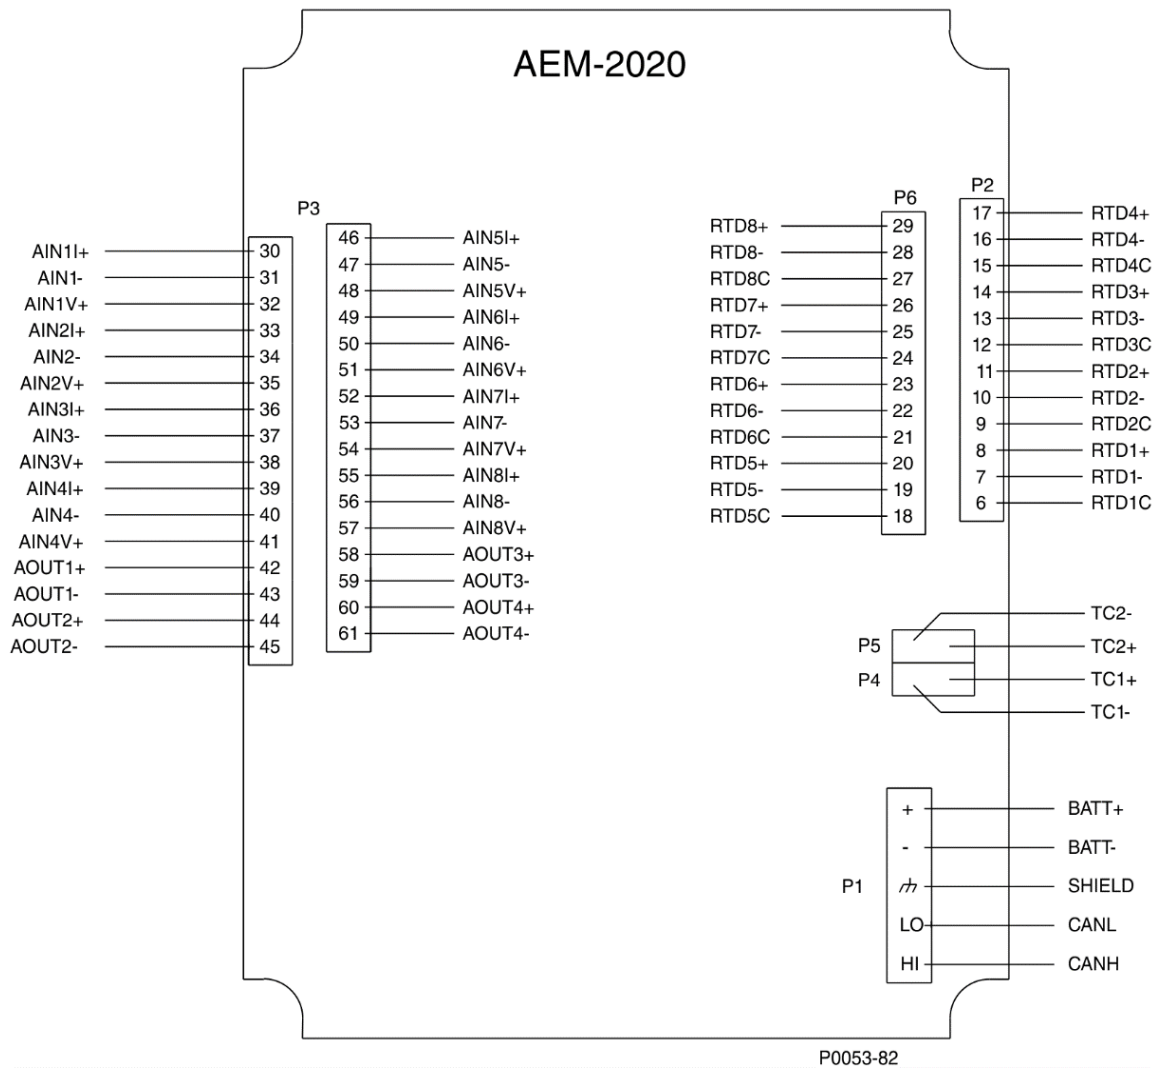 AEM-2020
P3
AIN1I+ 30
AIN1- 31
AIN1V+ 32
AIN2I+ 33
AIN2- 34
AIN2V+ 35
AIN3I+ 36
AIN3- 37
AIN3V+ 38
AIN4I+ 39
AIN4- 40
AIN4V+ 41
AOUT1+ 42
AOUT1- 43
AOUT2+ 44
AOUT2- 45
46 AIN5I+
47 AIN5-
48 AIN5V+
49 AIN6I+
50 AIN6-
51 AIN6V+
52 AIN7I+
53 AIN7-
54 AIN7V+
55 AIN8I+
56 AIN8-
57 AIN8V+
58 AOUT3+
59 AOUT3-
60 AOUT4+
61 AOUT4-
P6
RTD8+ 29
RTD8- 28
RTD8C 27
RTD7+ 26
RTD7- 25
RTD7C 24
RTD6+ 23
RTD6- 22
RTD6C 21
RTD5+ 20
RTD5- 19
RTD5C 18
P2
17 RTD4+
16 RTD4-
15 RTD4C
14 RTD3+
13 RTD3-
12 RTD3C
11 RTD2+
10 RTD2-
9 RTD2C
8 RTD1+
7 RTD1-
6 RTD1C
TC2-
P5 TC2+
P4 TC1+
TC1-
+ BATT+
- BATT-
P1 SHIELD
LO CANL
HI CANH
P0053-82